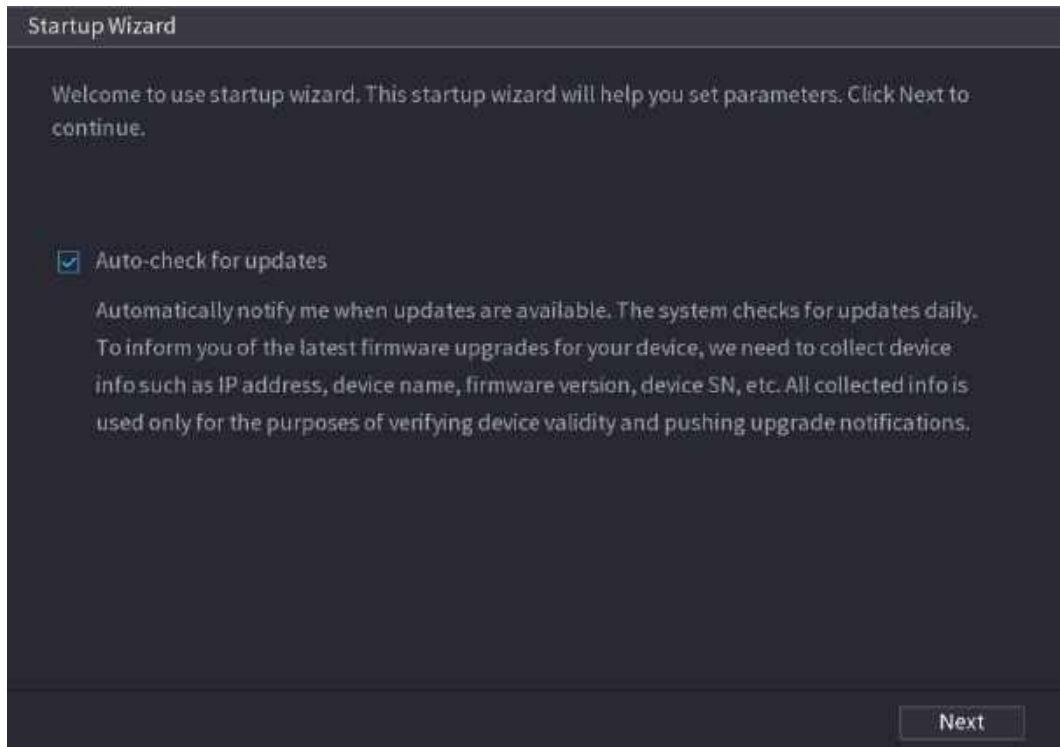 Startup Wizard
Welcome to use startup wizard. This startup wizard will help you set parameters. Click Next to
continue.
Auto-check for updates
Automatically notify me when updates are available. The system checks for updates daily.
To inform you of the latest firmware upgrades for your device, we need to collect device
info such as IP address, device name, firmware version, device SN, etc. All collected info is
used only for the purposes of verifying device validity and pushing upgrade notifications.
Next